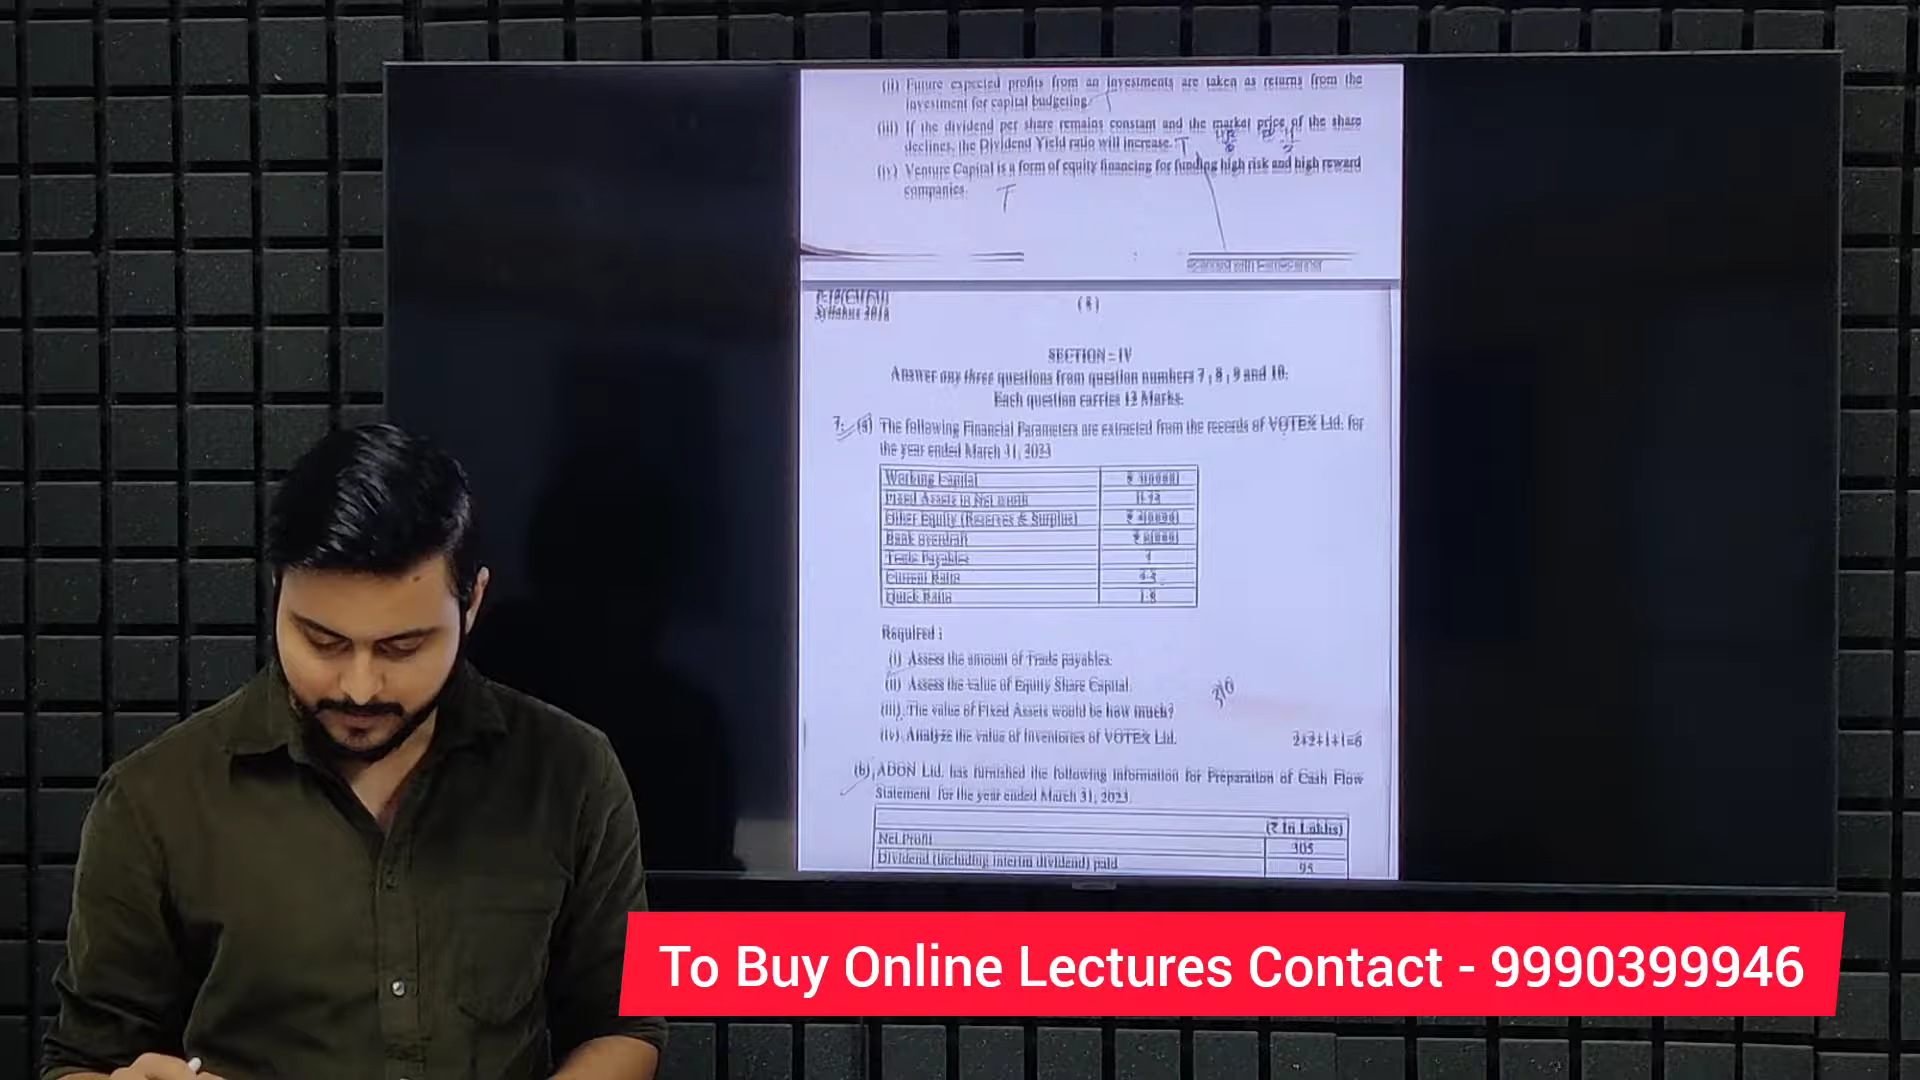 (ii) Future expected profits from an investments are taken as returns from the
investment for capital budgeting.
(iii) If the dividend per share remains constant and the market price of the share
declines, the Dividend Yield ratio will increase. T
(iv) Venture Capital is a form of equity financing for funding high risk and high reward
companies. T
(8)
Syllabus 2016
SECTION – IV
Answer any three questions from question numbers 7, 8, 9 and 10.
Each question carries 12 Marks.
7. (a) The following Financial Parameters are extracted from the records of VOTEX Ltd. for
the year ended March 31, 2023
Working Capital
Fixed Assets to Net worth
Other Equity (Reserves & Surplus)
Bank overdraft
Trade Payables ?
Current Ratio
Quick Ratio
Required :
(i) Assess the amount of Trade payables.
(ii) Assess the value of Equity Share Capital.
(iii) The value of Fixed Assets would be how much?
(iv) Analyze the value of inventories of VOTEX Ltd. 2+2+1+1=6
(b) ADON Ltd. has furnished the following information for Preparation of Cash Flow
Statement for the year ended March 31, 2023.
(₹ in Lakhs)
Net Profit 305
Dividend (including interim dividend) paid 95
To Buy Online Lectures Contact - 9990399946